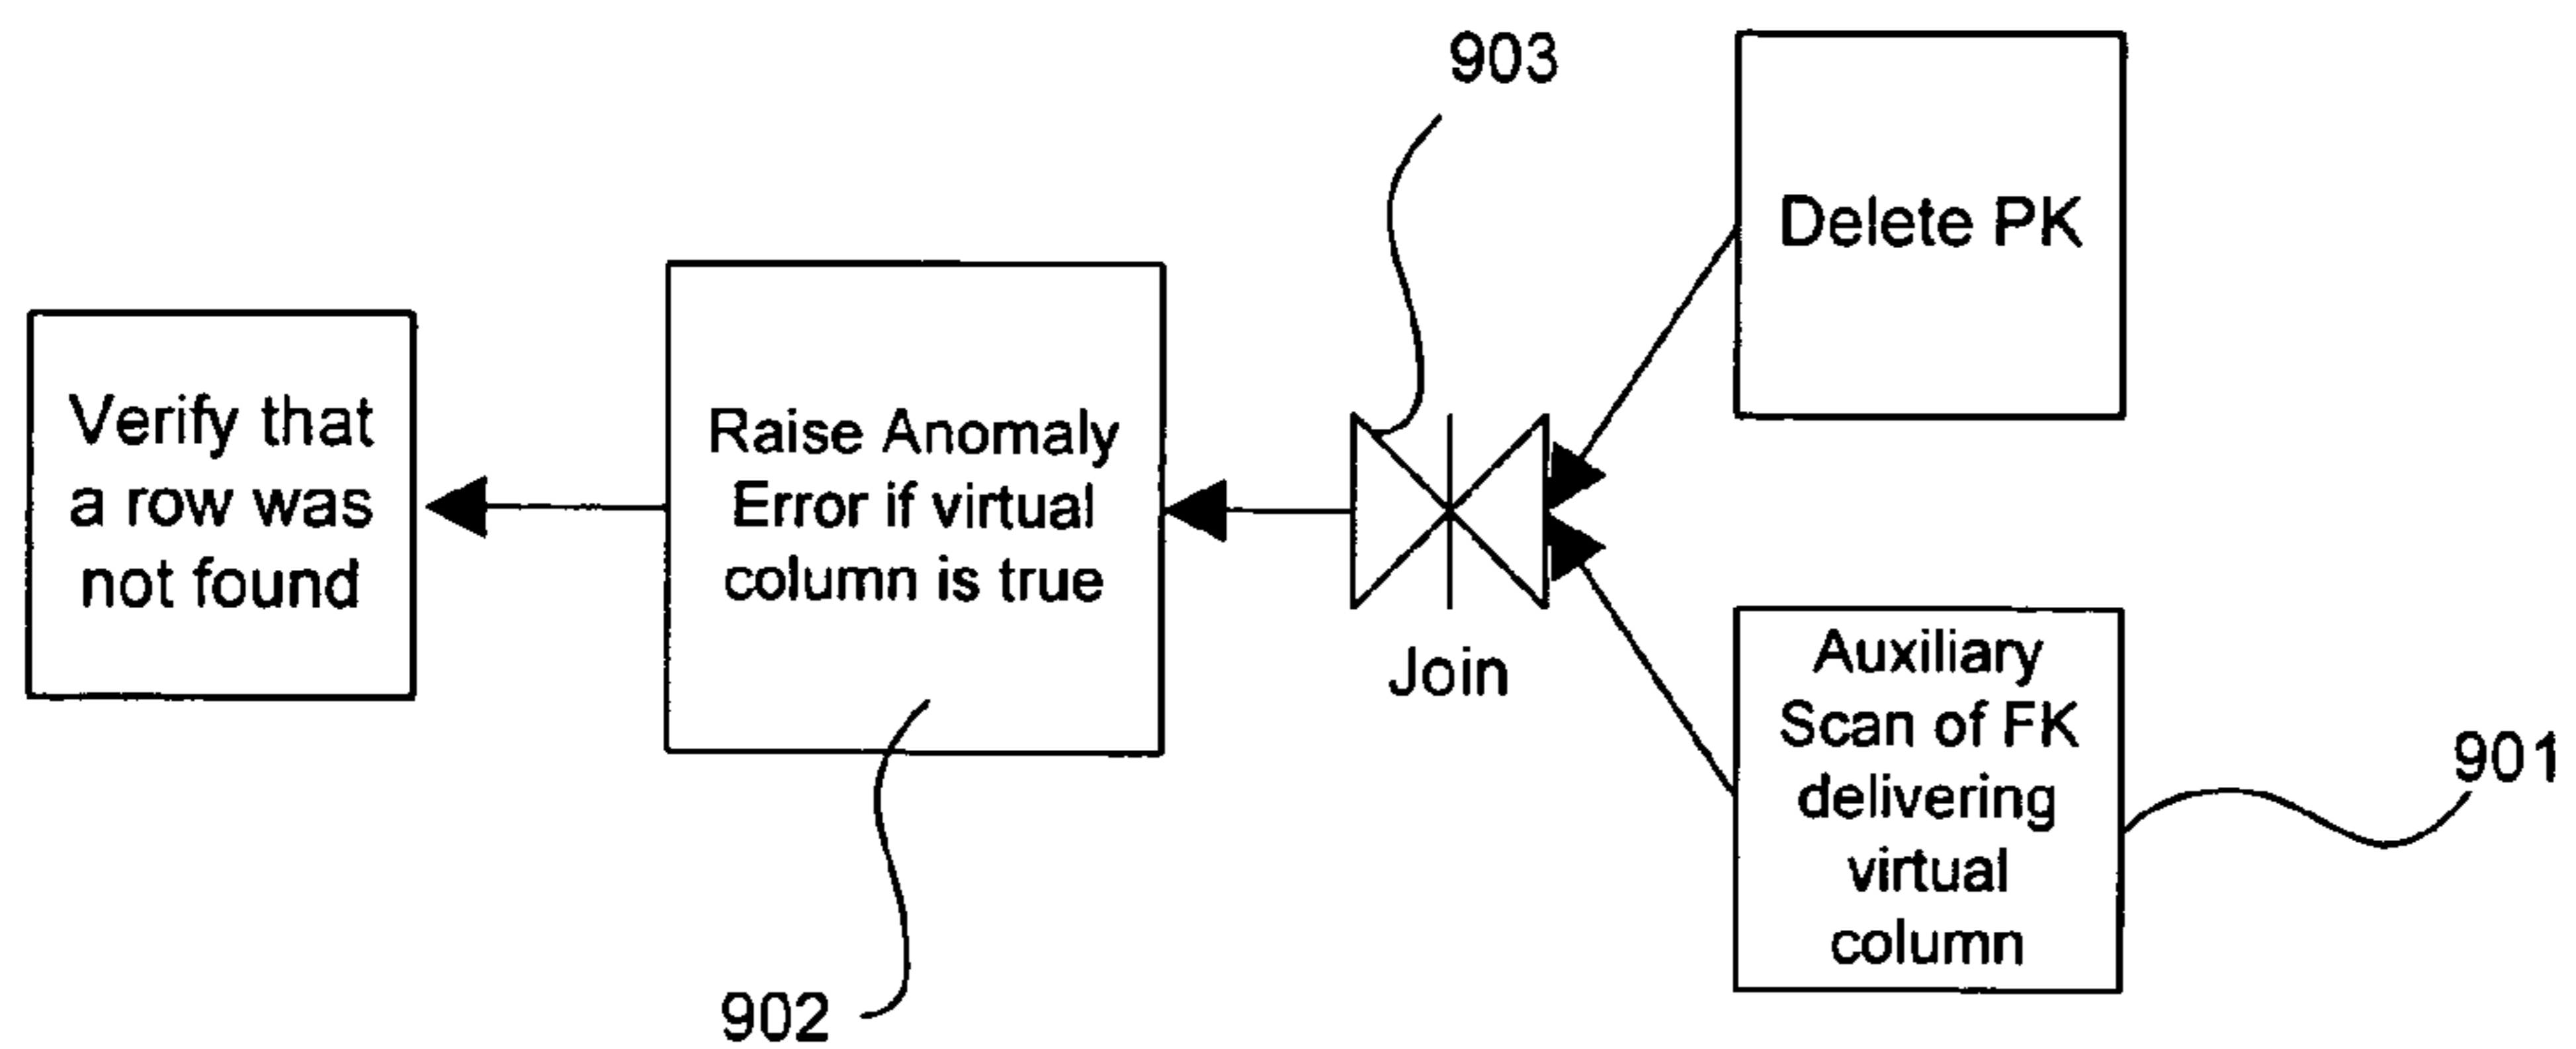 903
Delete PK
Verify that
a row was
not found
Raise Anomaly
Error if virtual
column is true
Join
Auxiliary
Scan of FK
delivering
virtual
column
901
902